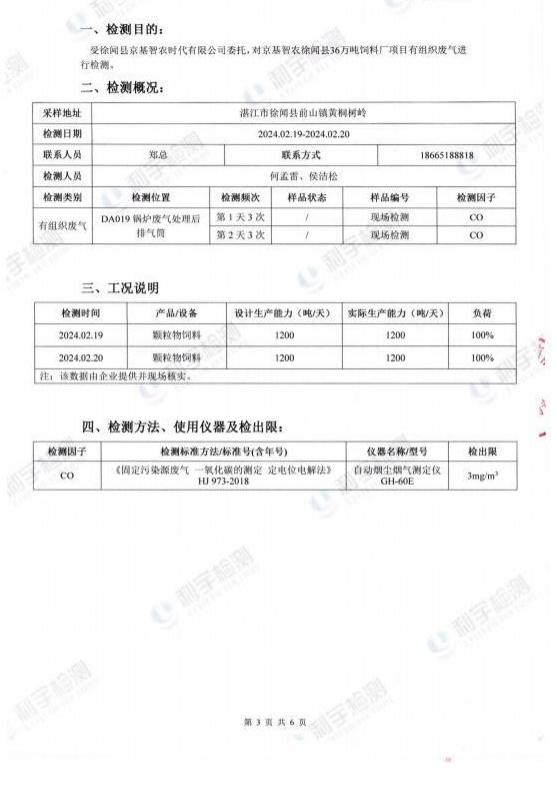 一、检测目的：
受徐闻县京基智农时代有限公司委托，对京基智农徐闻县36万吨饲料厂项目有组织废气进
行检测。
二、检测概况：
采样地址 湛江市徐闻县前山镇黄桐树岭
检测日期 2024.02.19-2024.02.20
联系人员 郑总 联系方式 18665188818
检测人员 何孟雷、侯洁松
检测类别 检测位置 检测频次 样品状态 样品编号 检测因子
有组织废气 DA019 锅炉废气处理后 第 1 天 3 次 / 现场检测 CO
排气筒 第 2 天 3 次 / 现场检测 CO
三、工况说明
检测时间 产品/设备 设计生产能力（吨/天） 实际生产能力（吨/天） 负荷
2024.02.19 颗粒物饲料 1200 1200 100%
2024.02.20 颗粒物饲料 1200 1200 100%
注：该数据由企业提供并现场核实。
四、检测方法、使用仪器及检出限：
检测因子 检测标准方法/标准号(含年号) 仪器名称/型号 检出限
CO 《固定污染源废气 一氧化碳的测定 定电位电解法》 自动烟尘烟气测定仪 3mg/m³
HJ 973-2018 GH-60E
第 3 页 共 6 页
利宇检测